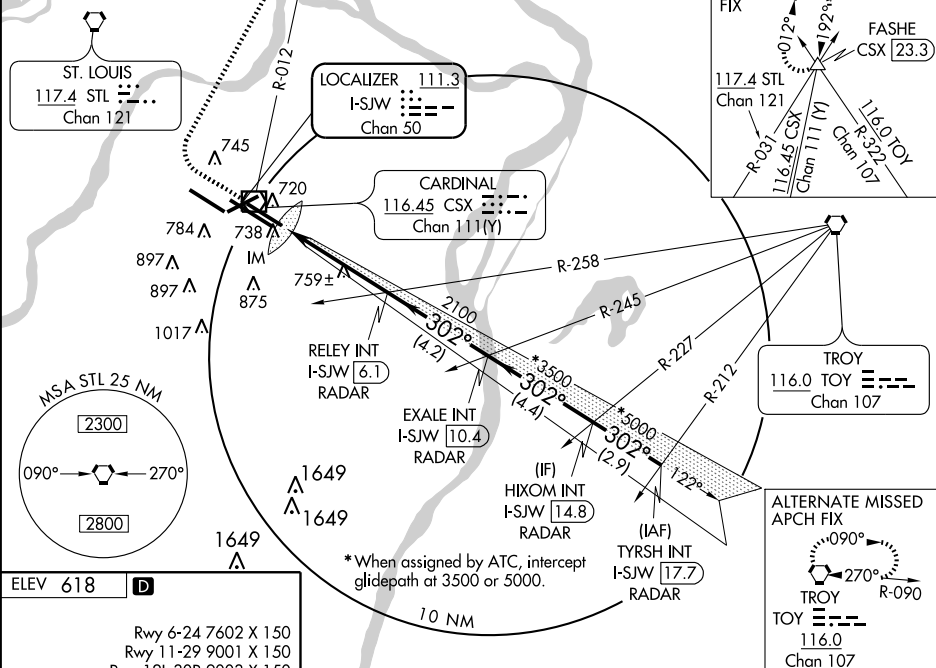 ST. LOUIS
117.4 STL
Chan 121
R-012
LOCALIZER 111.3
I-SJW
Chan 50
FIX
012°
192°
FASHE
CSX 23.3
117.4 STL
Chan 121
R-031
116.45 CSX
Chan 111 (Y)
116.0 TOY
R-322
Chan 107
745
720
CARDINAL
116.45 CSX
Chan 111(Y)
784
738
IM
897
897
875
759±
1017
R-258
R-245
R-227
R-212
2100
302°
(4.2)
*3500
302°
(4.4)
*5000
302°
(2.9)
122°
RELEY INT
I-SJW 6.1
RADAR
EXALE INT
I-SJW 10.4
RADAR
(IF)
HIXOM INT
I-SJW 14.8
RADAR
(IAF)
TYRSH INT
I-SJW 17.7
RADAR
TROY
116.0 TOY
Chan 107
MSA STL 25 NM
2300
090°
270°
2800
1649
1649
1649
*When assigned by ATC, intercept
glidepath at 3500 or 5000.
10 NM
ALTERNATE MISSED
APCH FIX
090°
270°
R-090
TROY
TOY
116.0
Chan 107
ELEV 618 D
Rwy 6-24 7602 X 150
Rwy 11-29 9001 X 150